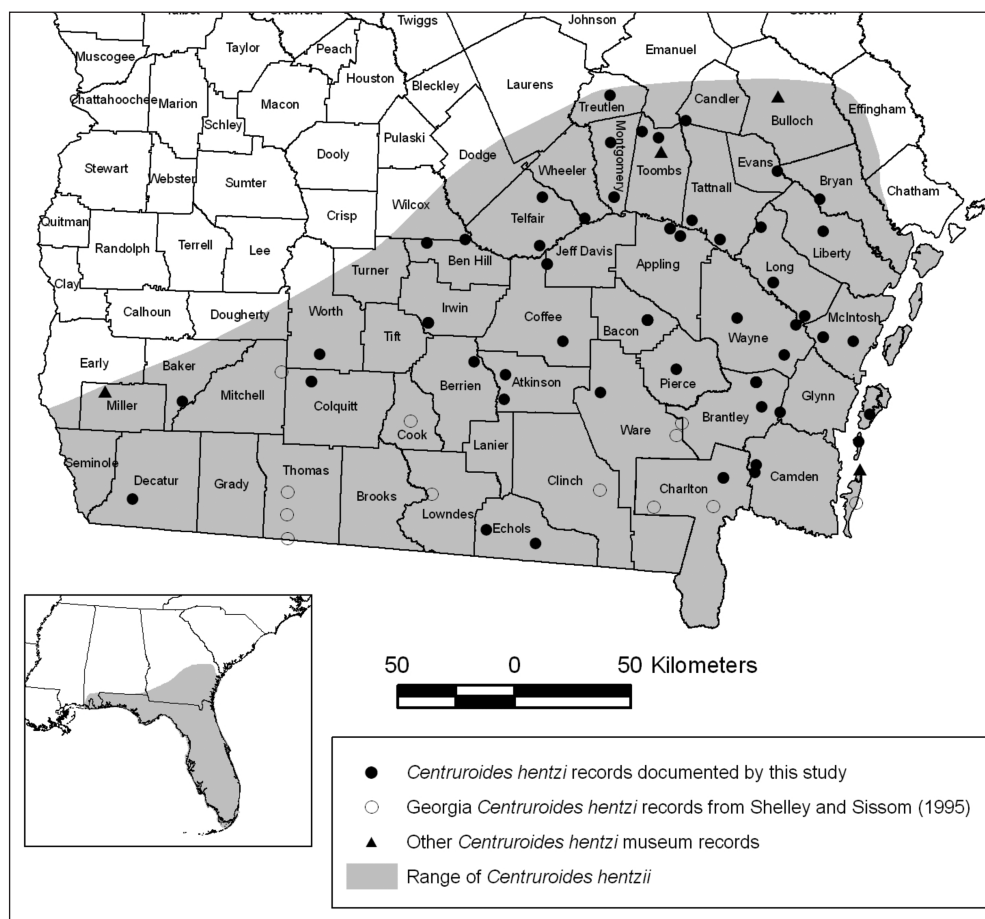 Twiggs
Johnson
Emanuel
Muscogee
Taylor
Peach
Houston
Bleckley
Laurens
Chattahoochee
Marion
Macon
Schley
Treutlen
Candler
Bulloch
Effingham
Pulaski
Dooly
Dodge
Montgomery
Stewart
Webster
Sumter
Wheeler
Toombs
Evans
Tattnall
Bryan
Chatham
Quitman
Crisp
Wilcox
Telfair
Randolph
Terrell
Lee
Ben Hill
Jeff Davis
Appling
Liberty
Turner
Long
Clay
Calhoun
Dougherty
Worth
Irwin
Coffee
Bacon
Wayne
McIntosh
Tift
Early
Baker
Mitchell
Miller
Colquitt
Berrien
Atkinson
Pierce
Glynn
Brantley
Cook
Ware
Lanier
Seminole
Decatur
Grady
Thomas
Brooks
Lowndes
Clinch
Charlton
Camden
Echols
50 0 50 Kilometers
Centruroides hentzi records documented by this study
Georgia Centruroides hentzi records from Shelley and Sissom (1995)
Other Centruroides hentzi museum records
Range of Centruroides hentzii